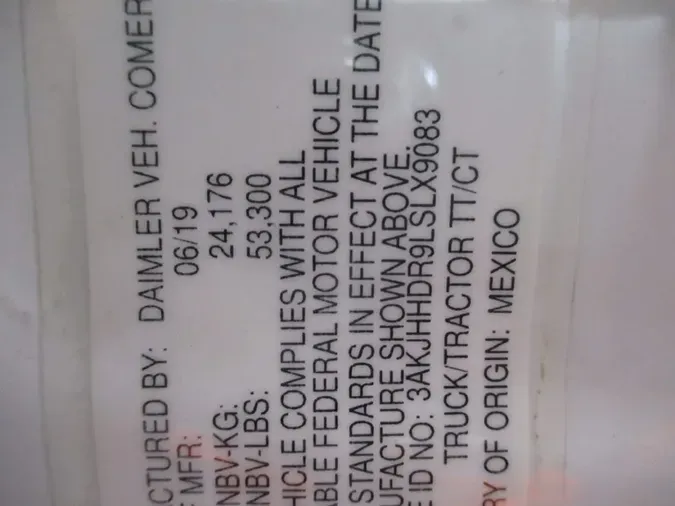 ACTURED BY: DAIMLER VEH. COMER
MFR: 06/19
NBV-KG: 24,176
NBV-LBS: 53,300
HICLE COMPLIES WITH ALL
ABLE FEDERAL MOTOR VEHICLE
STANDARDS IN EFFECT AT THE DATE
UFACTURE SHOWN ABOVE.
E ID NO: 3AKJHHDR9LSLX9083
TRUCK/TRACTOR TT/CT
RY OF ORIGIN: MEXICO